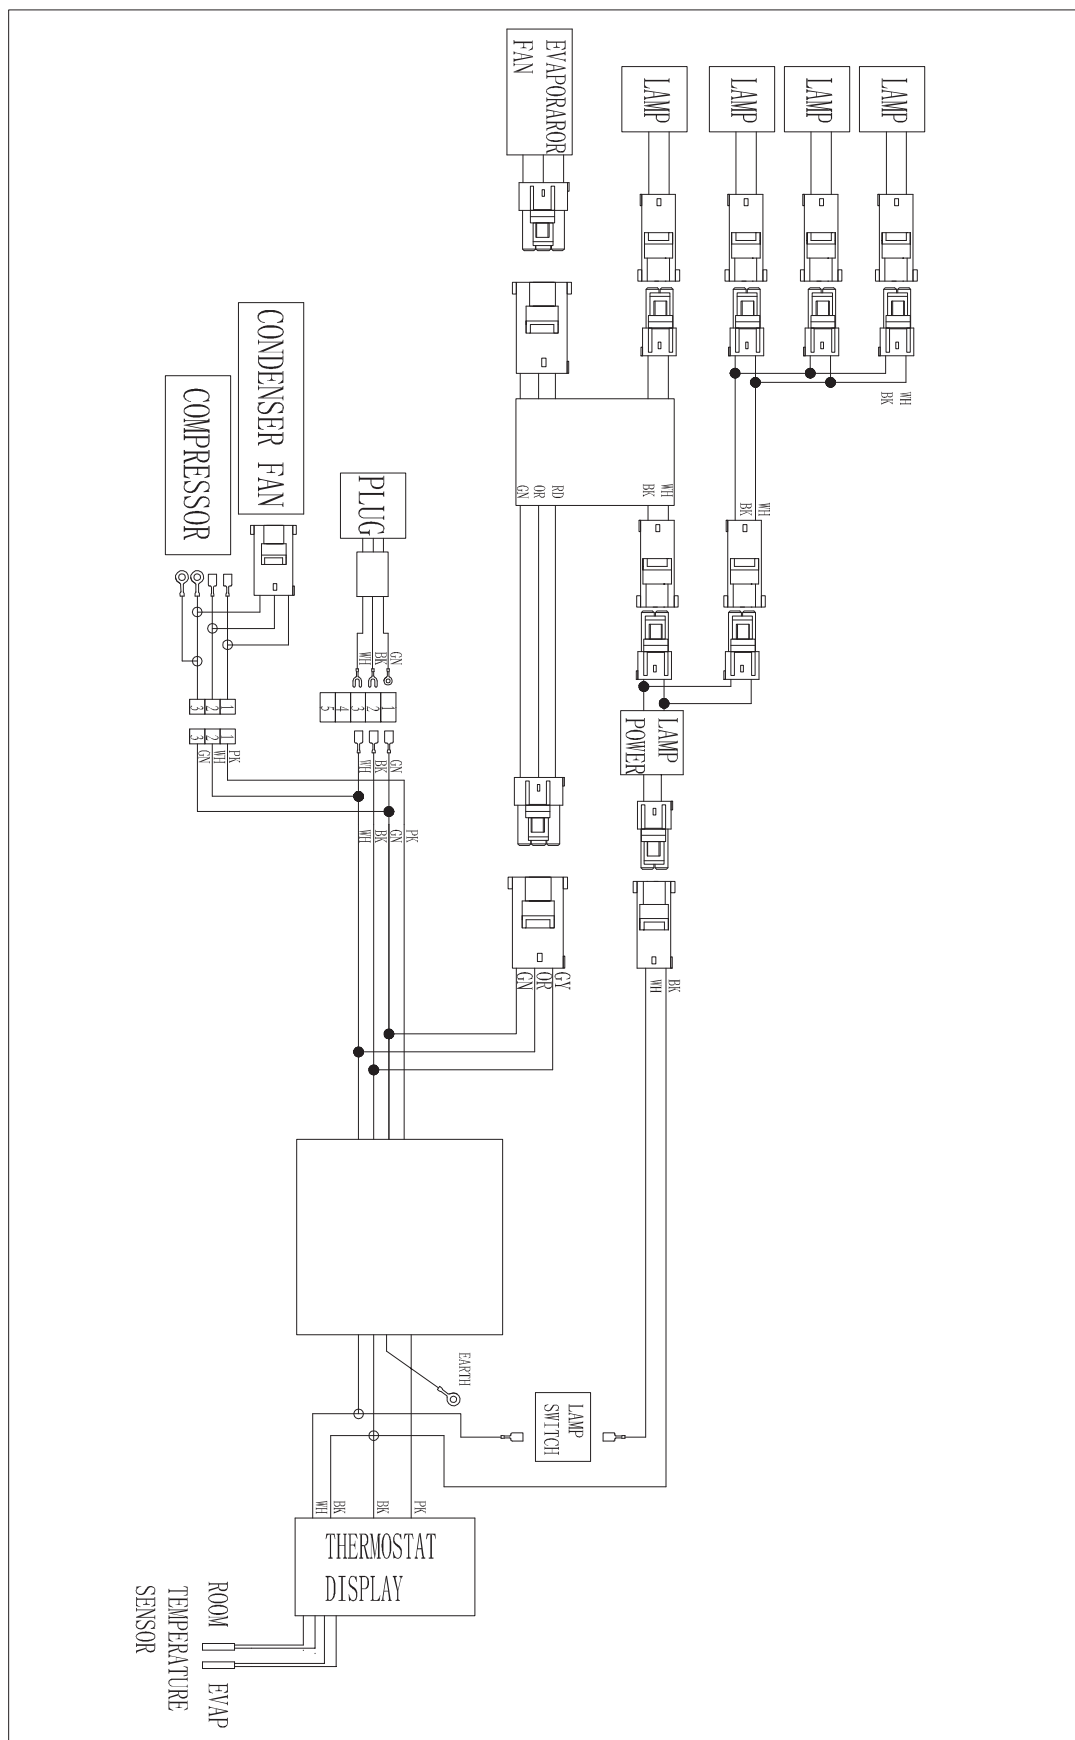 EVAPORAROR
FAN
LAMP
LAMP
LAMP
LAMP
CONDENSER FAN
COMPRESSOR
PLUG
WH
BK
WH
BK
RD
OR
GN
WH
BK
GN
BK
WH
1
2
3
4
5
1
2
3
1
2
3
PK
WH
GN
GN
BK
WH
PK
GN
BK
WH
LAMP
POWER
GY
OR
GN
BK
WH
EARTH
LAMP
SWITCH
PK
BK
BK
WH
THERMOSTAT
DISPLAY
ROOM EVAP
TEMPERATURE
SENSOR